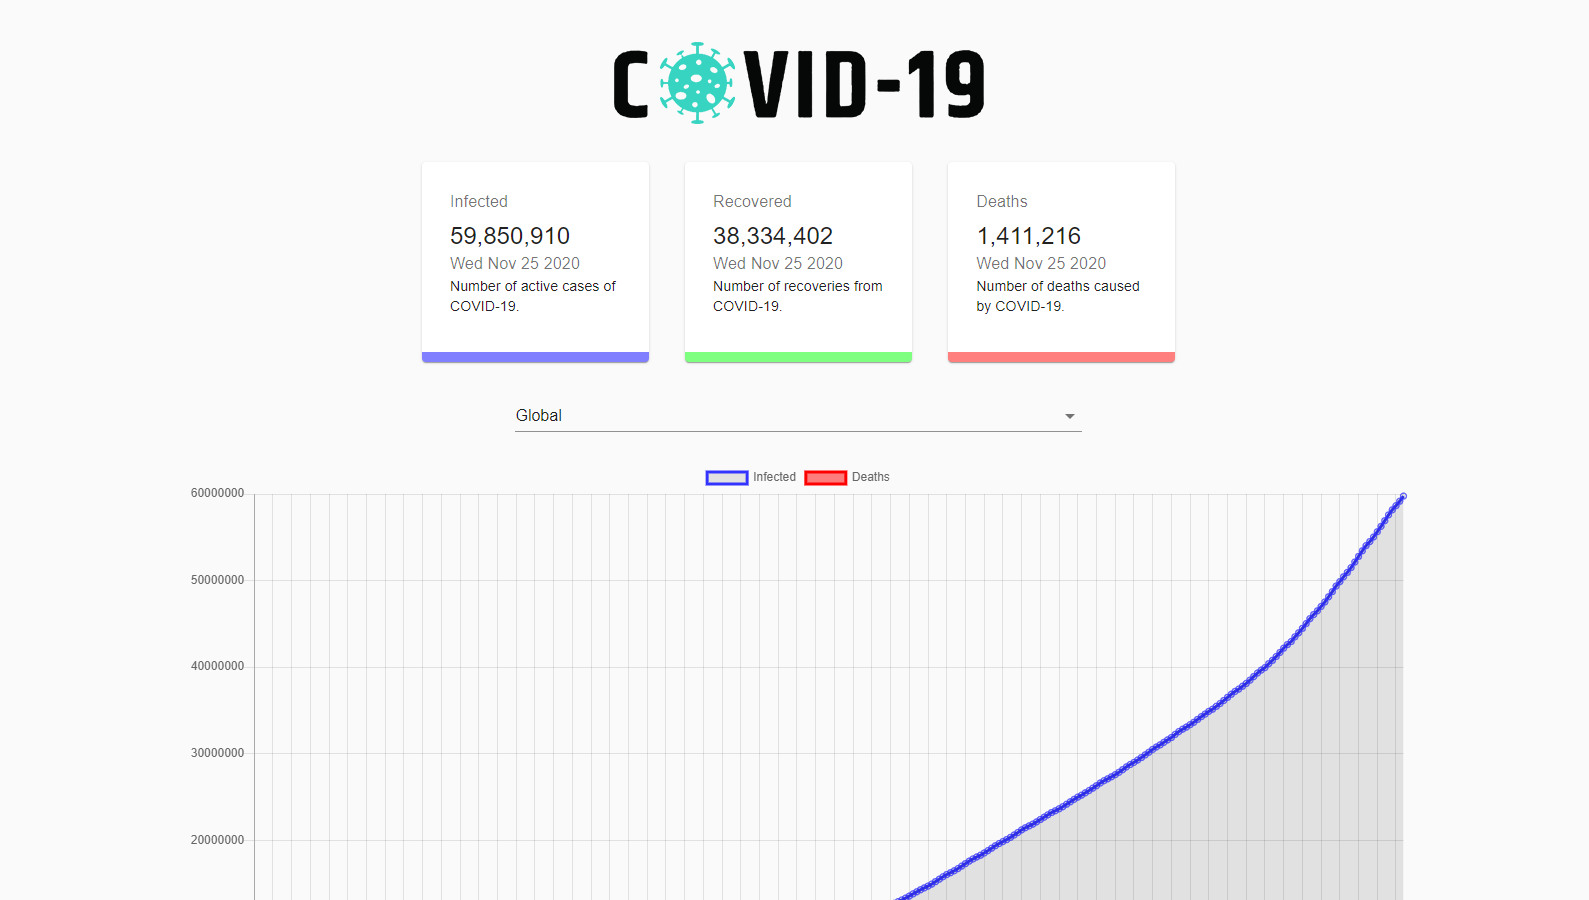 COVID-19
Infected
59,850,910
Wed Nov 25 2020
Number of active cases of
COVID-19.
Recovered
38,334,402
Wed Nov 25 2020
Number of recoveries from
COVID-19.
Deaths
1,411,216
Wed Nov 25 2020
Number of deaths caused
by COVID-19.
Global
Infected Deaths
60000000
50000000
40000000
30000000
20000000